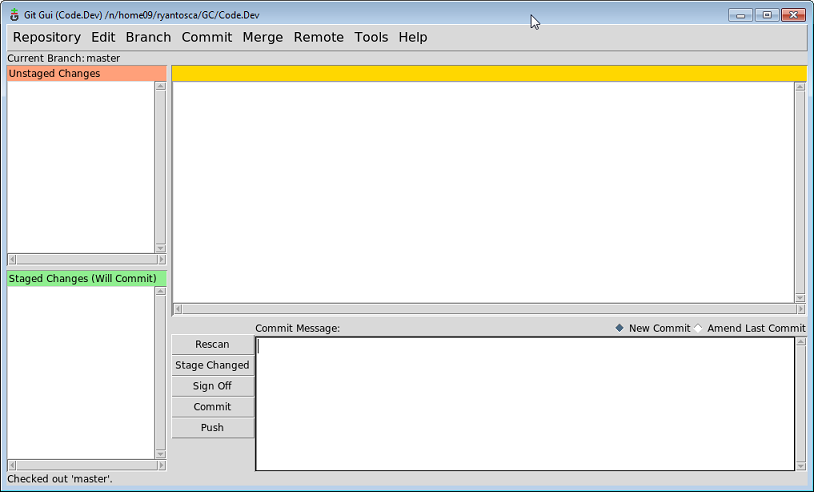 Git Gui (Code.Dev) /n/home09/ryantosca/GC/Code.Dev
Repository Edit Branch Commit Merge Remote Tools Help
Current Branch: master
Unstaged Changes
Staged Changes (Will Commit)
Commit Message:
New Commit Amend Last Commit
Rescan
Stage Changed
Sign Off
Commit
Push
Checked out 'master'.